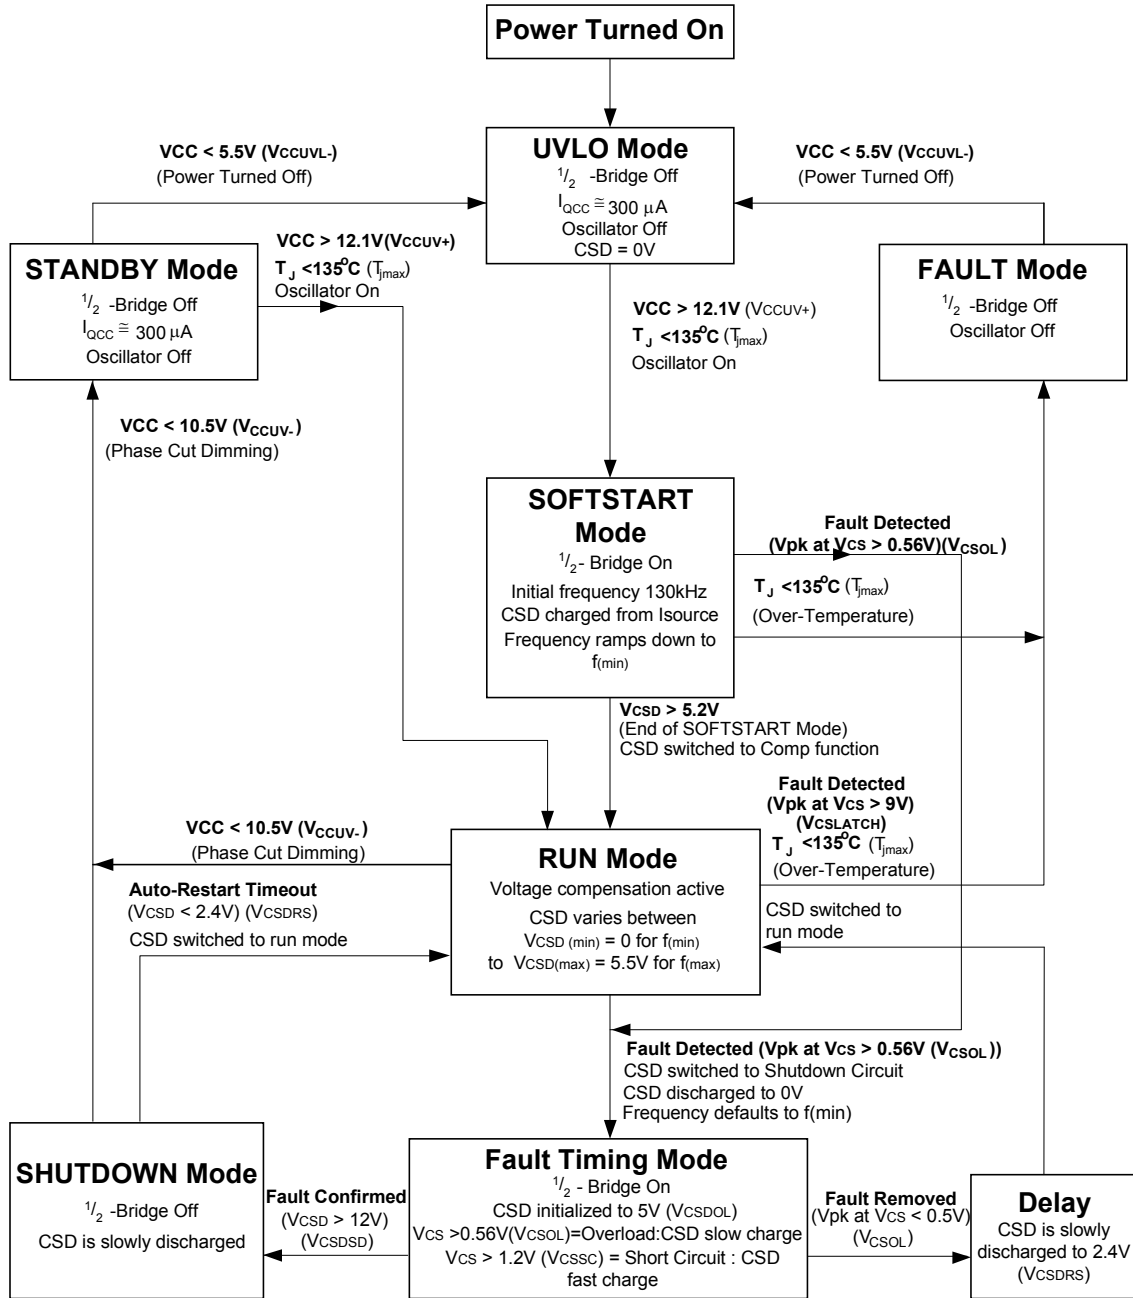 Power Turned On
VCC < 5.5V (VCCUVL-)
(Power Turned Off)
UVLO Mode
1/2 -Bridge Off
IQCC ≅ 300 μA
Oscillator Off
CSD = 0V
VCC < 5.5V (VCCUVL-)
(Power Turned Off)
STANDBY Mode
1/2 -Bridge Off
IQCC ≅ 300 μA
Oscillator Off
VCC > 12.1V(VCCUV+)
TJ <135°C (Tjmax)
Oscillator On
VCC > 12.1V (VCCUV+)
TJ <135°C (Tjmax)
Oscillator On
FAULT Mode
1/2 -Bridge Off
Oscillator Off
VCC < 10.5V (VCCUV-)
(Phase Cut Dimming)
SOFTSTART
Mode
1/2- Bridge On
Initial frequency 130kHz
CSD charged from Isource
Frequency ramps down to
f(min)
Fault Detected
(Vpk at VCS > 0.56V)(VCSOL)
TJ <135°C (Tjmax)
(Over-Temperature)
VCSD > 5.2V
(End of SOFTSTART Mode)
CSD switched to Comp function
Fault Detected
(Vpk at VCS > 9V)
(VCSLATCH)
TJ <135°C (Tjmax)
(Over-Temperature)
VCC < 10.5V (VCCUV-)
(Phase Cut Dimming)
RUN Mode
Voltage compensation active
CSD varies between
VCSD (min) = 0 for f(min)
to VCSD(max) = 5.5V for f(max)
Auto-Restart Timeout
(VCSD < 2.4V) (VCSDRS)
CSD switched to run mode
CSD switched to
run mode
Fault Detected (Vpk at VCS > 0.56V (VCSOL))
CSD switched to Shutdown Circuit
CSD discharged to 0V
Frequency defaults to f(min)
SHUTDOWN Mode
1/2 -Bridge Off
CSD is slowly discharged
Fault Confirmed
(VCSD > 12V)
(VCSDSD)
Fault Timing Mode
1/2 - Bridge On
CSD initialized to 5V (VCSDOL)
VCS >0.56V(VCSOL)=Overload:CSD slow charge
VCS > 1.2V (VCSSC) = Short Circuit : CSD
fast charge
Fault Removed
(Vpk at VCS < 0.5V)
(VCSOL)
Delay
CSD is slowly
discharged to 2.4V
(VCSDRS)